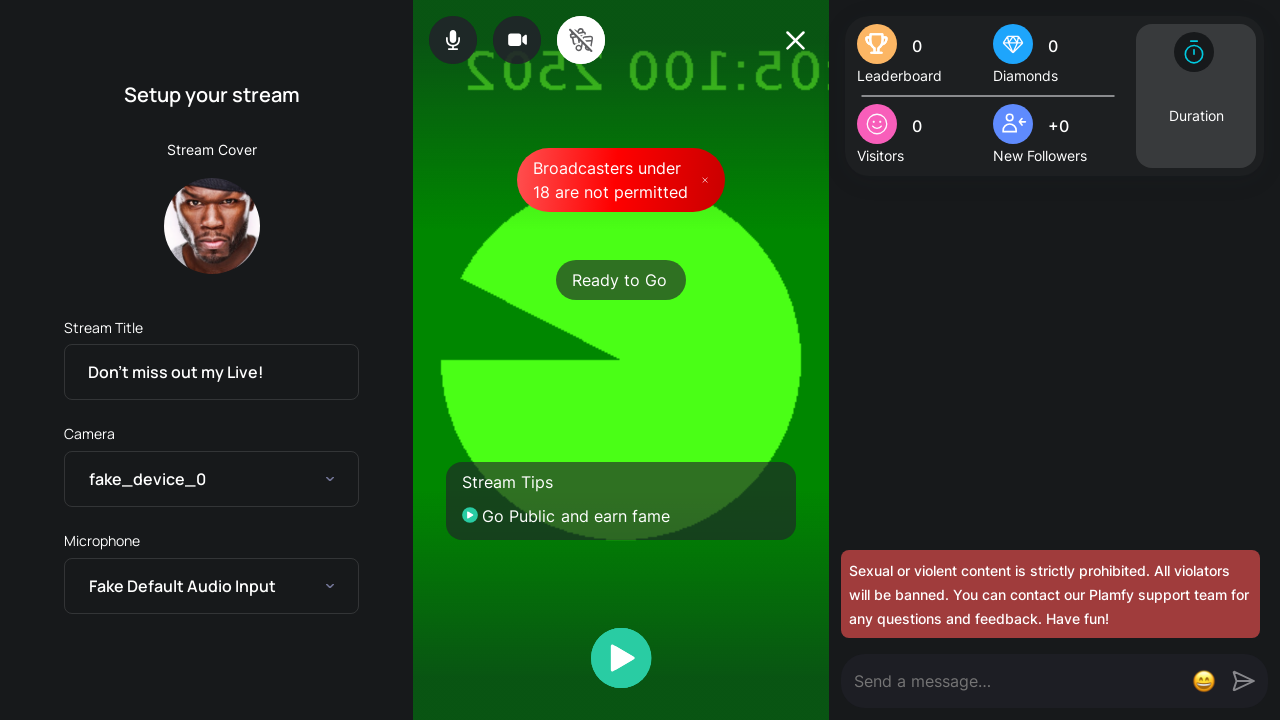 Setup your stream
Stream Cover
Stream Title
Don't miss out my Live!
Camera
fake_device_0
Microphone
Fake Default Audio Input
:05:100 2502
Broadcasters under
18 are not permitted
Ready to Go
Stream Tips
Go Public and earn fame
0
Leaderboard
0
Diamonds
0
Visitors
+0
New Followers
Duration
Sexual or violent content is strictly prohibited. All violators
will be banned. You can contact our Plamfy support team for
any questions and feedback. Have fun!
Send a message...